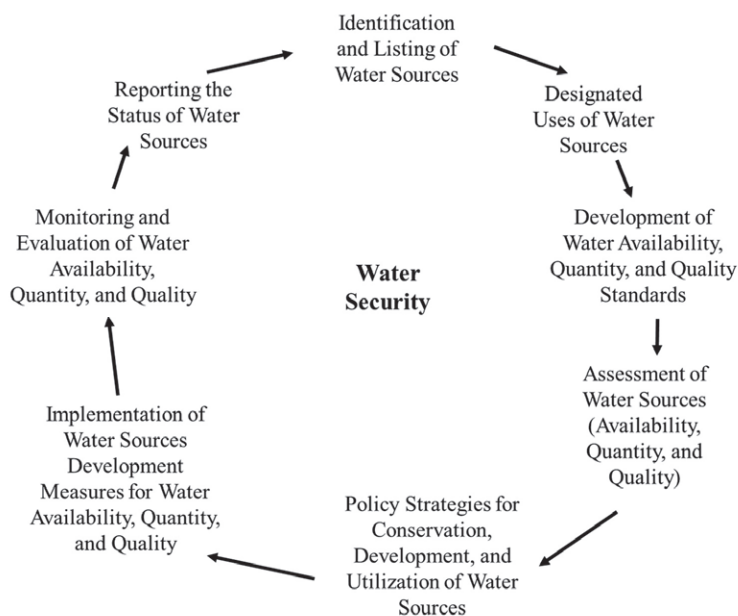 Identification
and Listing of
Water Sources
Designated
Uses of Water
Sources
Development of
Water Availability,
Quantity, and Quality
Standards
Assessment of
Water Sources
(Availability,
Quantity, and
Quality)
Policy Strategies for
Conservation,
Development, and
Utilization of Water
Sources
Implementation of
Water Sources
Development
Measures for Water
Availability, Quantity,
and Quality
Monitoring and
Evaluation of Water
Availability,
Quantity, and Quality
Reporting the
Status of Water
Sources
Water
Security